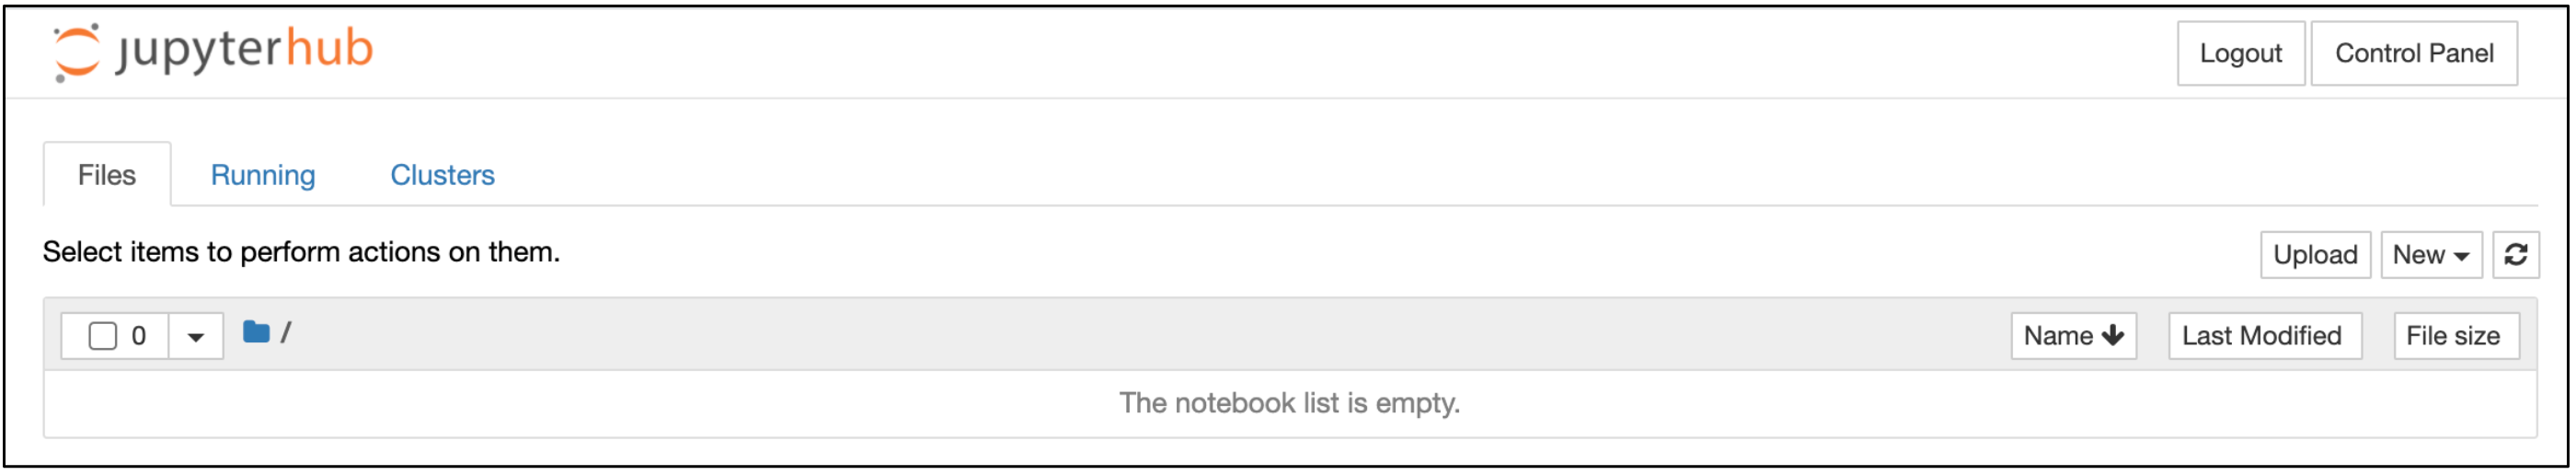 jupyterhub Logout Control Panel
Files Running Clusters
Select items to perform actions on them. Upload New
0 / Name Last Modified File size
The notebook list is empty.